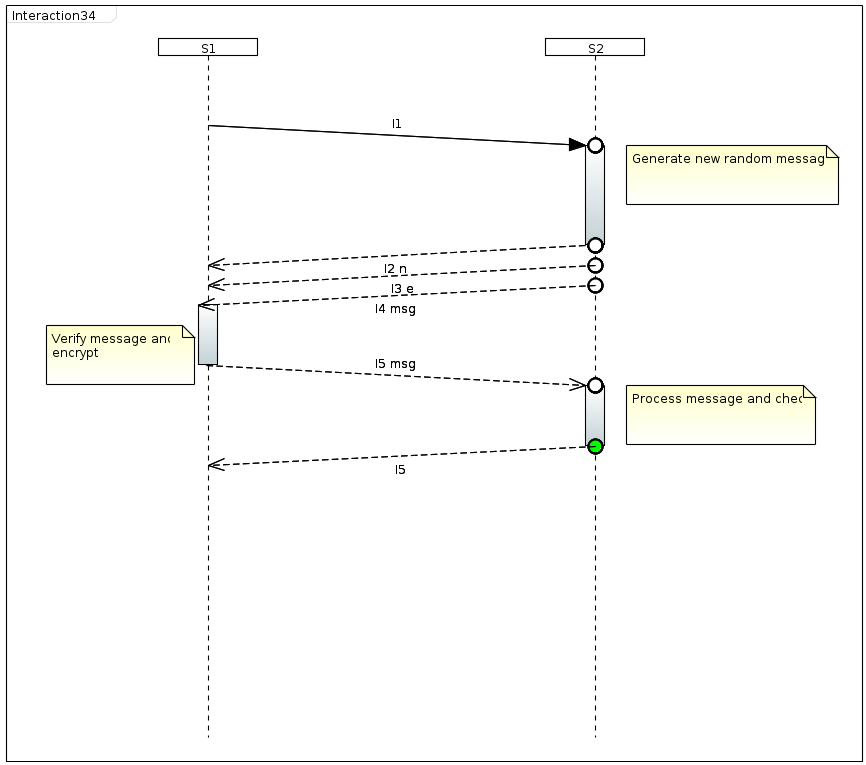 Interaction34
S1
S2
I1
Generate new random messag
I2 n
I3 e
I4 msg
Verify message and
encrypt
I5 msg
Process message and chec
I5